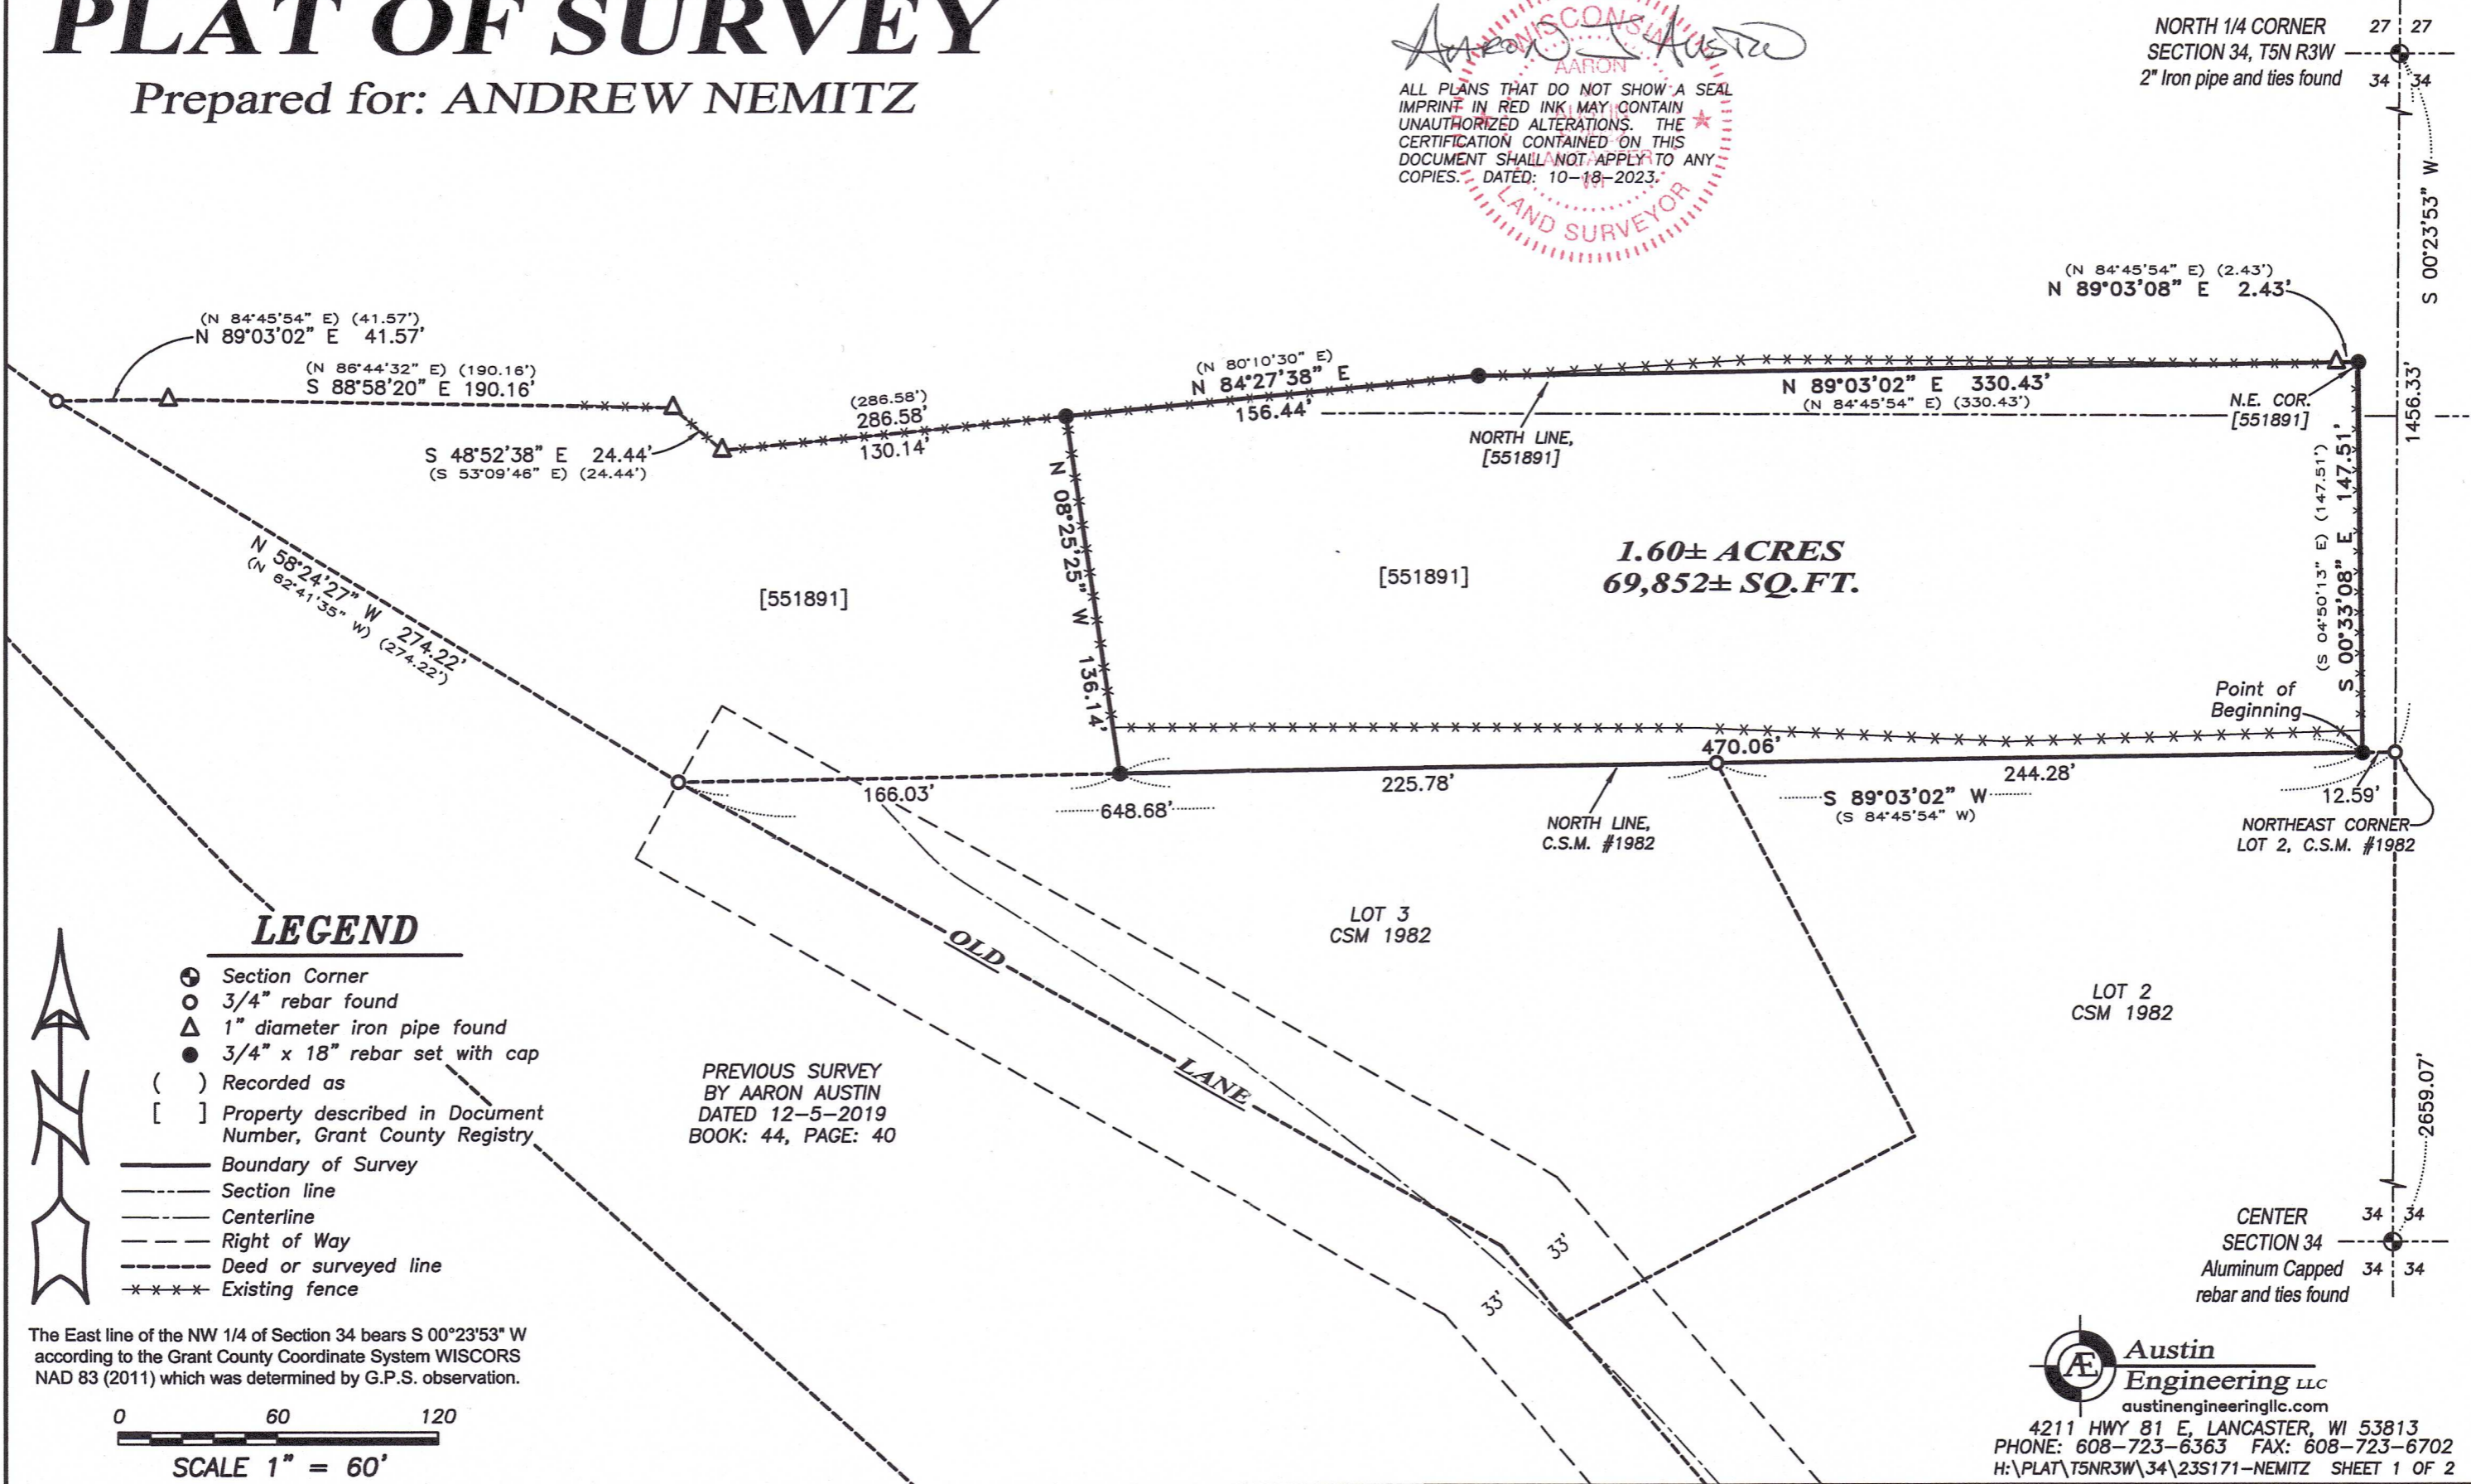 PLAT OF SURVEY
Prepared for: ANDREW NEMITZ
AARON J AUSTIN
WISCONSIN
AARON
LANCASTER
WI
LAND SURVEYOR
ALL PLANS THAT DO NOT SHOW A SEAL
IMPRINT IN RED INK MAY CONTAIN
UNAUTHORIZED ALTERATIONS. THE
CERTIFICATION CONTAINED ON THIS
DOCUMENT SHALL NOT APPLY TO ANY
COPIES. DATED: 10-18-2023.
NORTH 1/4 CORNER
SECTION 34, T5N R3W
2" Iron pipe and ties found
27 27
34 34
S 00°23'53" W
1456.33'
(N 84°45'54" E) (2.43')
N 89°03'08" E 2.43'
(N 84°45'54" E) (41.57')
N 89°03'02" E 41.57'
(N 86°44'32" E) (190.16')
S 88°58'20" E 190.16'
S 48°52'38" E 24.44'
(S 53°09'46" E) (24.44')
(286.58')
286.58'
130.14'
(N 80°10'30" E)
N 84°27'38" E
156.44'
NORTH LINE,
[551891]
N 89°03'02" E 330.43'
(N 84°45'54" E) (330.43')
N.E. COR.
[551891]
N 08°25'25" W 136.14'
(S 04°50'13" E) (147.51')
S 00°33'08" E 147.51'
N 58°24'27" W 274.22'
(N 62°41'35" W) (274.22')
[551891]
[551891]
1.60± ACRES
69,852± SQ.FT.
Point of
Beginning
470.06'
166.03'
648.68'
225.78'
244.28'
12.59'
S 89°03'02" W
(S 84°45'54" W)
NORTH LINE,
C.S.M. #1982
NORTHEAST CORNER
LOT 2, C.S.M. #1982
LOT 3
CSM 1982
LOT 2
CSM 1982
OLD
LANE
33'
33'
2659.07'
PREVIOUS SURVEY
BY AARON AUSTIN
DATED 12-5-2019
BOOK: 44, PAGE: 40
LEGEND
Section Corner
3/4" rebar found
1" diameter iron pipe found
3/4" x 18" rebar set with cap
( ) Recorded as
[ ] Property described in Document
Number, Grant County Registry
Boundary of Survey
Section line
Centerline
Right of Way
Deed or surveyed line
Existing fence
N
The East line of the NW 1/4 of Section 34 bears S 00°23'53" W
according to the Grant County Coordinate System WISCORS
NAD 83 (2011) which was determined by G.P.S. observation.
0 60 120
SCALE 1" = 60'
CENTER
SECTION 34
Aluminum Capped
rebar and ties found
34 34
34 34
AE
Austin
Engineering LLC
austinengineeringllc.com
4211 HWY 81 E, LANCASTER, WI 53813
PHONE: 608-723-6363 FAX: 608-723-6702
H:\PLAT\T5NR3W\34\23S171-NEMITZ SHEET 1 OF 2